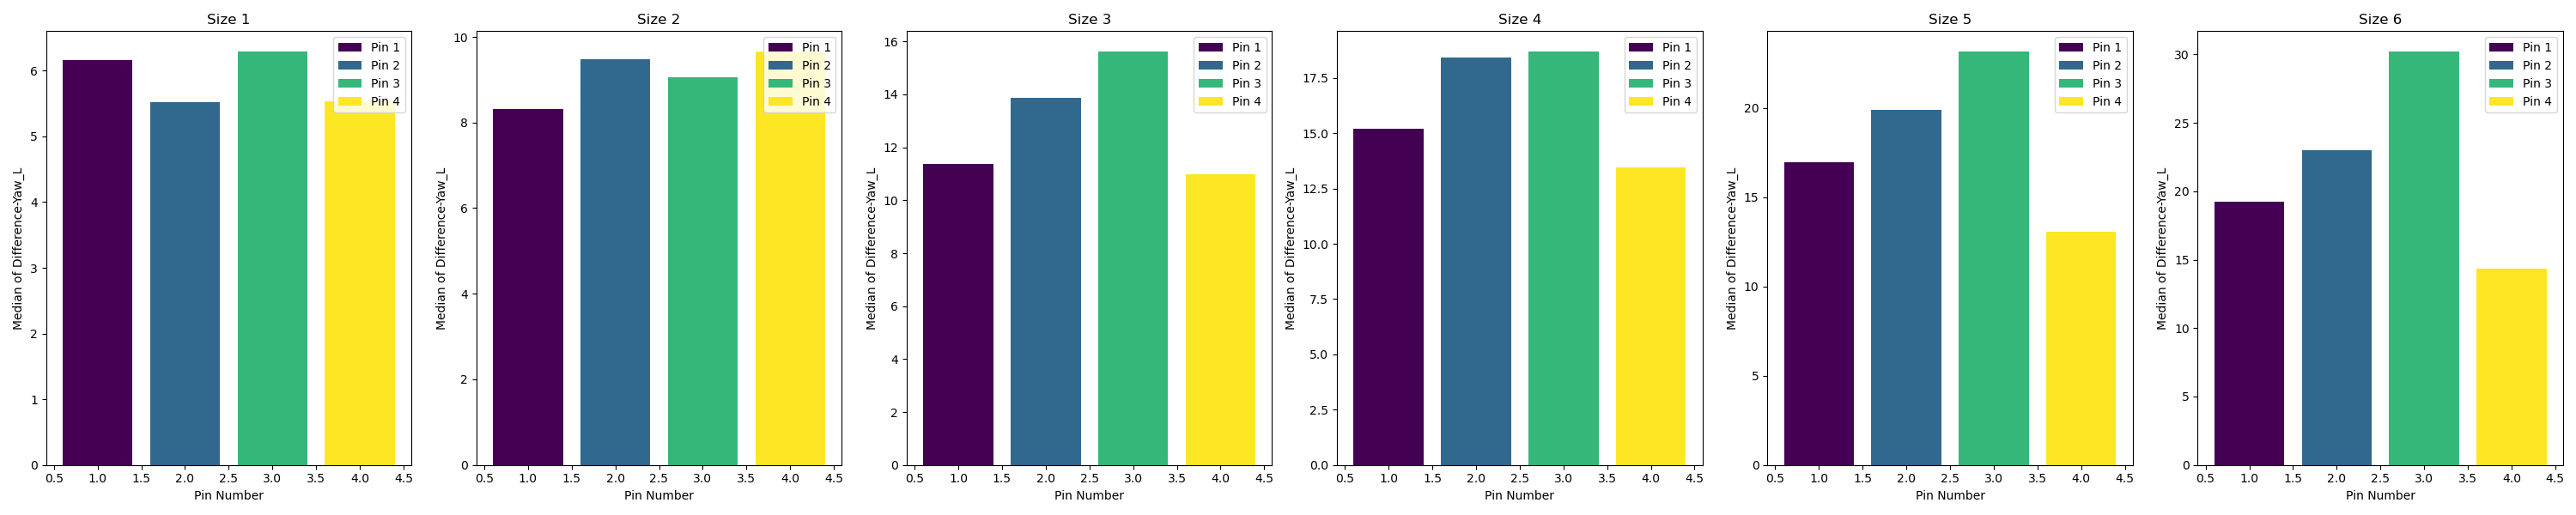 Size 1
Median of Difference-Yaw_L
6
5
4
3
2
1
0
0.5 1.0 1.5 2.0 2.5 3.0 3.5 4.0 4.5
Pin Number
Pin 1
Pin 2
Pin 3
Pin 4
Size 2
Median of Difference-Yaw_L
10
8
6
4
2
0
0.5 1.0 1.5 2.0 2.5 3.0 3.5 4.0 4.5
Pin Number
Pin 1
Pin 2
Pin 3
Pin 4
Size 3
Median of Difference-Yaw_L
16
14
12
10
8
6
4
2
0
0.5 1.0 1.5 2.0 2.5 3.0 3.5 4.0 4.5
Pin Number
Pin 1
Pin 2
Pin 3
Pin 4
Size 4
Median of Difference-Yaw_L
17.5
15.0
12.5
10.0
7.5
5.0
2.5
0.0
0.5 1.0 1.5 2.0 2.5 3.0 3.5 4.0 4.5
Pin Number
Pin 1
Pin 2
Pin 3
Pin 4
Size 5
Median of Difference-Yaw_L
20
15
10
5
0
0.5 1.0 1.5 2.0 2.5 3.0 3.5 4.0 4.5
Pin Number
Pin 1
Pin 2
Pin 3
Pin 4
Size 6
Median of Difference-Yaw_L
30
25
20
15
10
5
0
0.5 1.0 1.5 2.0 2.5 3.0 3.5 4.0 4.5
Pin Number
Pin 1
Pin 2
Pin 3
Pin 4